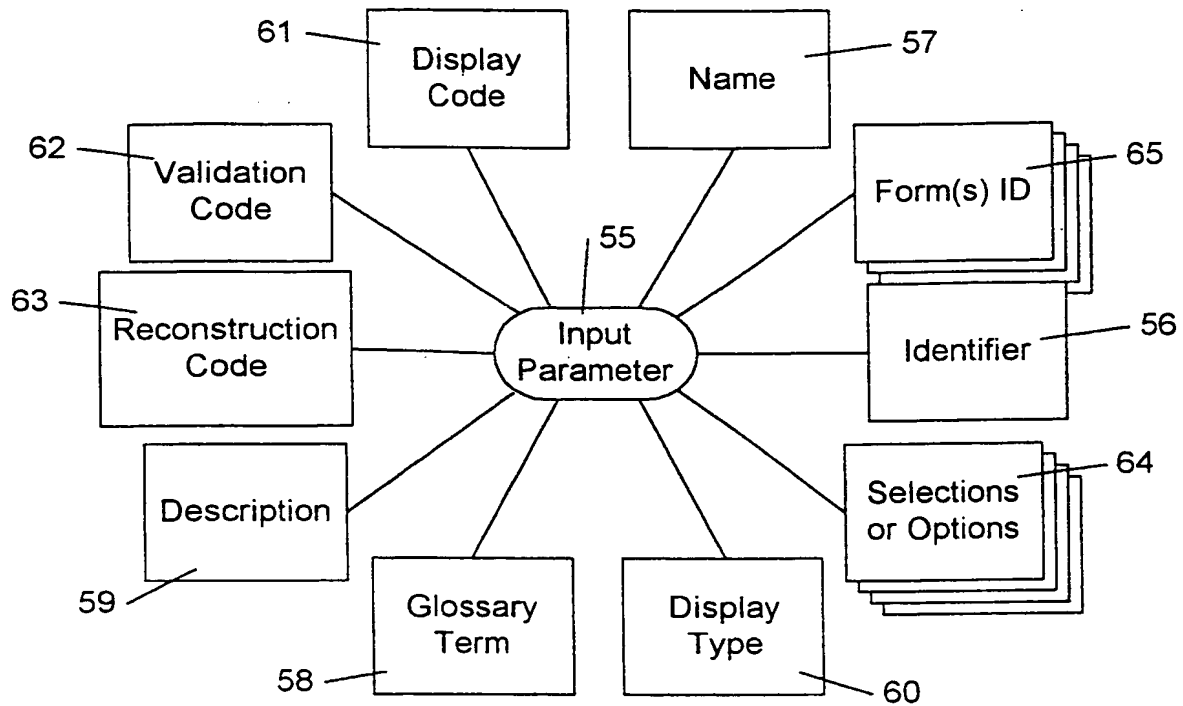 61
Display
Code
Name
57
62
Validation
Code
Form(s) ID
65
55
63
Reconstruction
Code
Input
Parameter
Identifier
56
Description
59
Selections
or Options
64
Glossary
Term
58
Display
Type
60